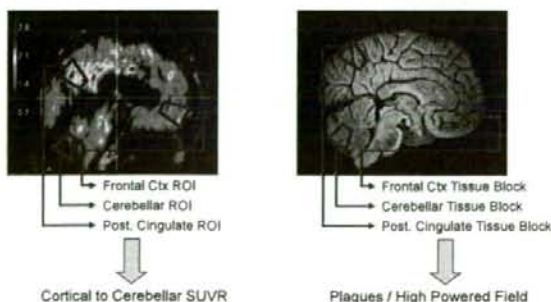 Frontal Ctx ROI
Cerebellar ROI
Post. Cingulate ROI
Cortical to Cerebellar SUVR
Frontal Ctx Tissue Block
Cerebellar Tissue Block
Post. Cingulate Tissue Block
Plaques / High Powered Field